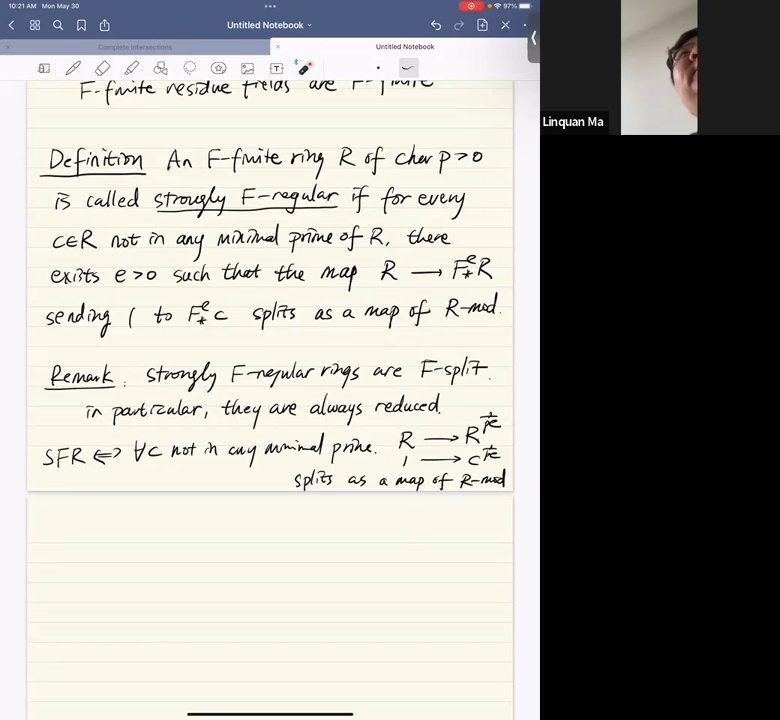 10:21 AM Mon May 30
97%
Untitled Notebook
Complete intersections
Untitled Notebook
F-finite residue fields are F-finite
Definition An F-finite ring R of char p>0
is called strongly F-regular if for every
c∈R not in any minimal prime of R, there
exists e>0 such that the map R → F^e_* R
sending 1 to F^e_* c splits as a map of R-mod.
Remark. strongly F-regular rings are F-split.
in particular, they are always reduced.
SFR ⟺ ∀c not in any minimal prime. R → R^{1/p^e}
1 → c^{1/p^e}
splits as a map of R-mod
Linquan Ma